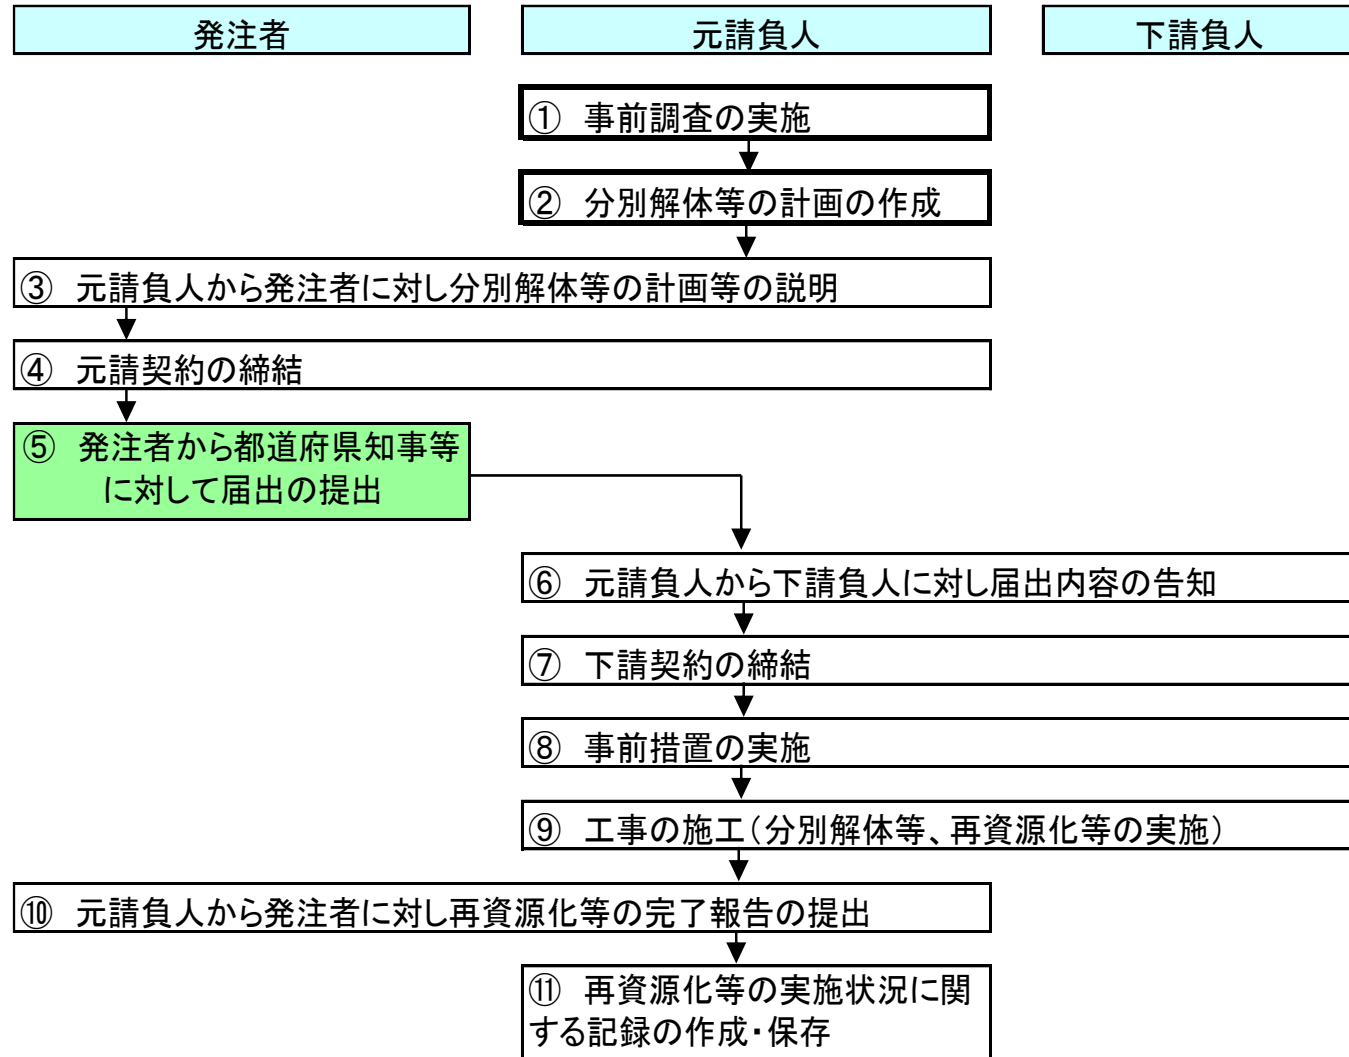 発注者
元請負人
下請負人
① 事前調査の実施
② 分別解体等の計画の作成
③ 元請負人から発注者に対し分別解体等の計画等の説明
④ 元請契約の締結
⑤ 発注者から都道府県知事等
に対して届出の提出
⑥ 元請負人から下請負人に対し届出内容の告知
⑦ 下請契約の締結
⑧ 事前措置の実施
⑨ 工事の施工（分別解体等、再資源化等の実施）
⑩ 元請負人から発注者に対し再資源化等の完了報告の提出
⑪ 再資源化等の実施状況に関
する記録の作成・保存